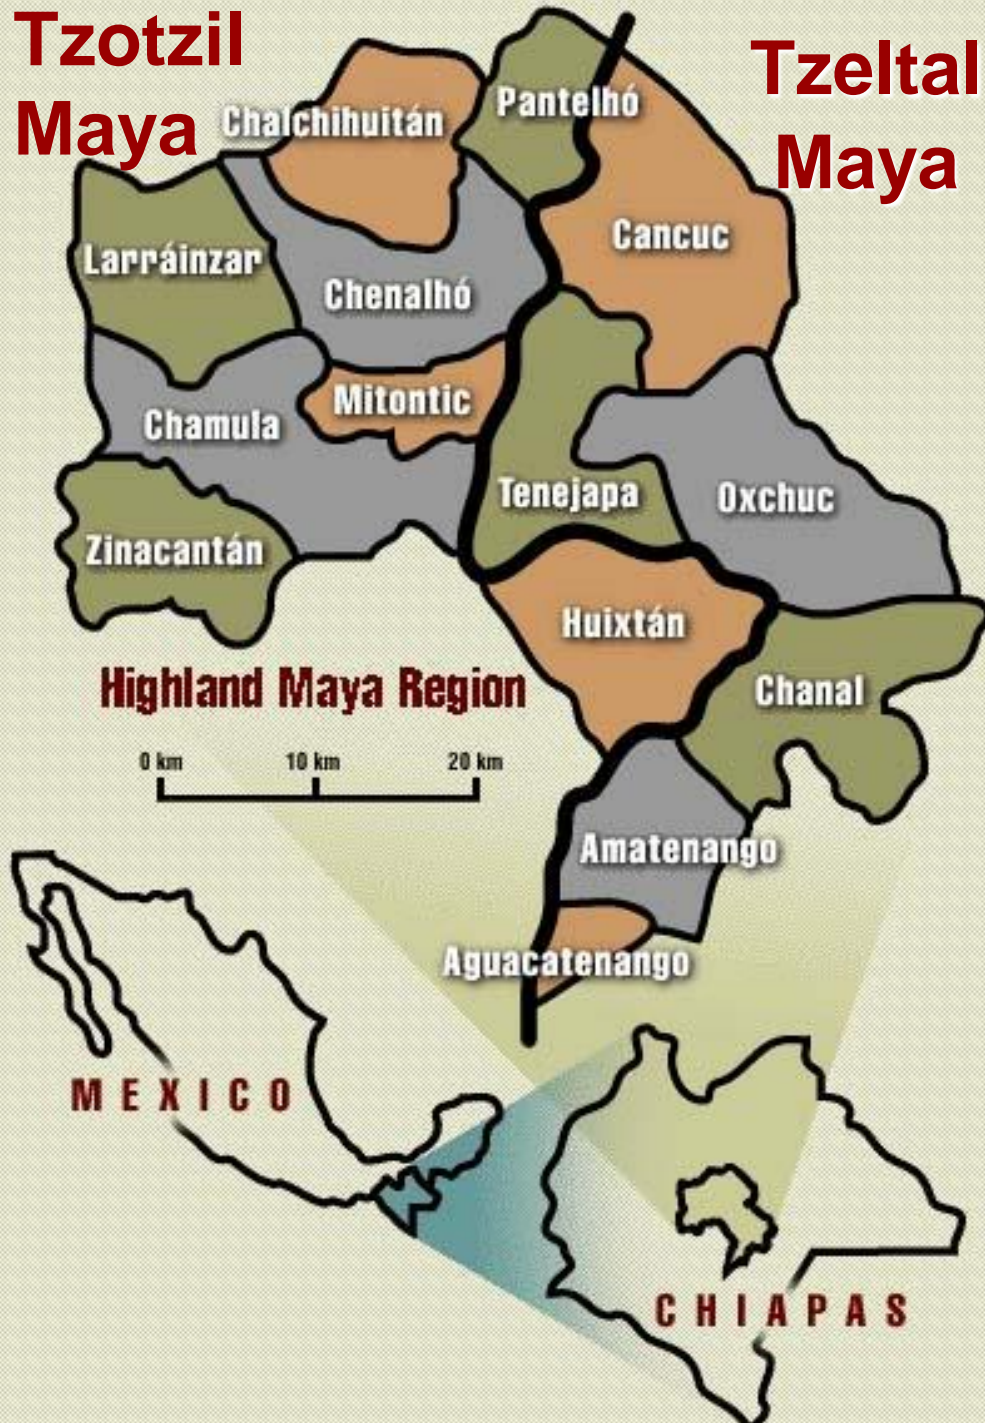 Tzotzil
Maya
Tzeltal
Maya
Pantelhó
Chalchihuitán
Cancuc
Larráinzar
Chenalhó
Mitontic
Chamula
Tenejapa
Oxchuc
Zinacantán
Huixtán
Highland Maya Region
Chanal
0 km 10 km 20 km
Amatenango
Aguacatenango
MEXICO
CHIAPAS